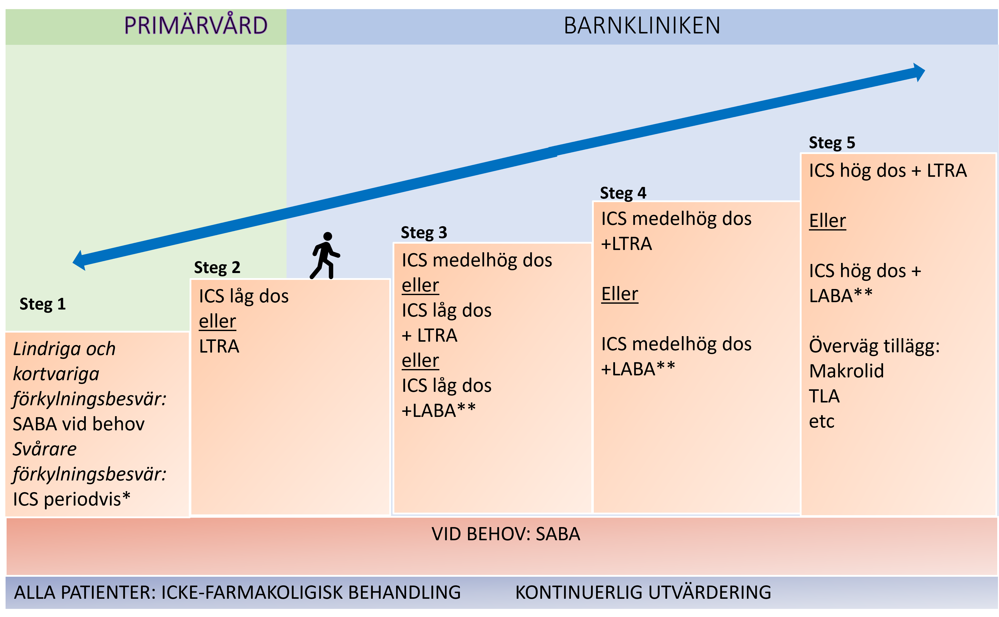 PRIMÄRVÅRD
BARNKLINIKEN
Steg 1
Lindriga och
kortvariga
förkylningsbesvär:
SABA vid behov
Svårare
förkylningsbesvär:
ICS periodvis*
Steg 2
ICS låg dos
eller
LTRA
Steg 3
ICS medelhög dos
eller
ICS låg dos
+ LTRA
eller
ICS låg dos
+LABA**
Steg 4
ICS medelhög dos
+LTRA
Eller
ICS medelhög dos
+LABA**
Steg 5
ICS hög dos + LTRA
Eller
ICS hög dos +
LABA**
Överväg tillägg:
Makrolid
TLA
etc
VID BEHOV: SABA
ALLA PATIENTER: ICKE-FARMAKOLIGISK BEHANDLING KONTINUERLIG UTVÄRDERING